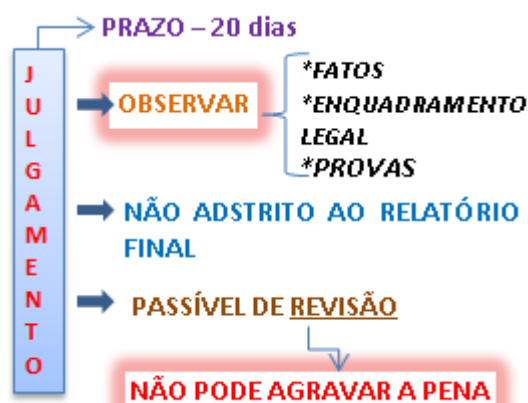 PRAZO – 20 dias
JULGAMENTO
OBSERVAR
*FATOS
*ENQUADRAMENTO
LEGAL
*PROVAS
NÃO ADSTRITO AO RELATÓRIO
FINAL
PASSÍVEL DE REVISÃO
NÃO PODE AGRAVAR A PENA